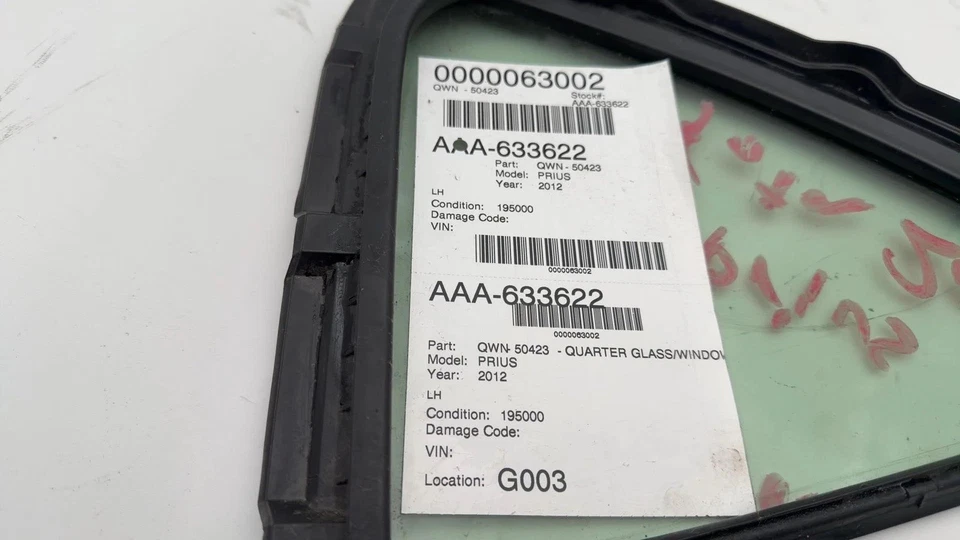 0000063002
QWN - 50423
Stock#:
AAA-633622
AAA-633622
Part: QWN - 50423
Model: PRIUS
Year: 2012
LH
Condition: 195000
Damage Code:
VIN:
0000063002
AAA-633622
0000063002
Part: QWN- 50423 - QUARTER GLASS/WINDOV
Model: PRIUS
Year: 2012
LH
Condition: 195000
Damage Code:
VIN:
Location: G003